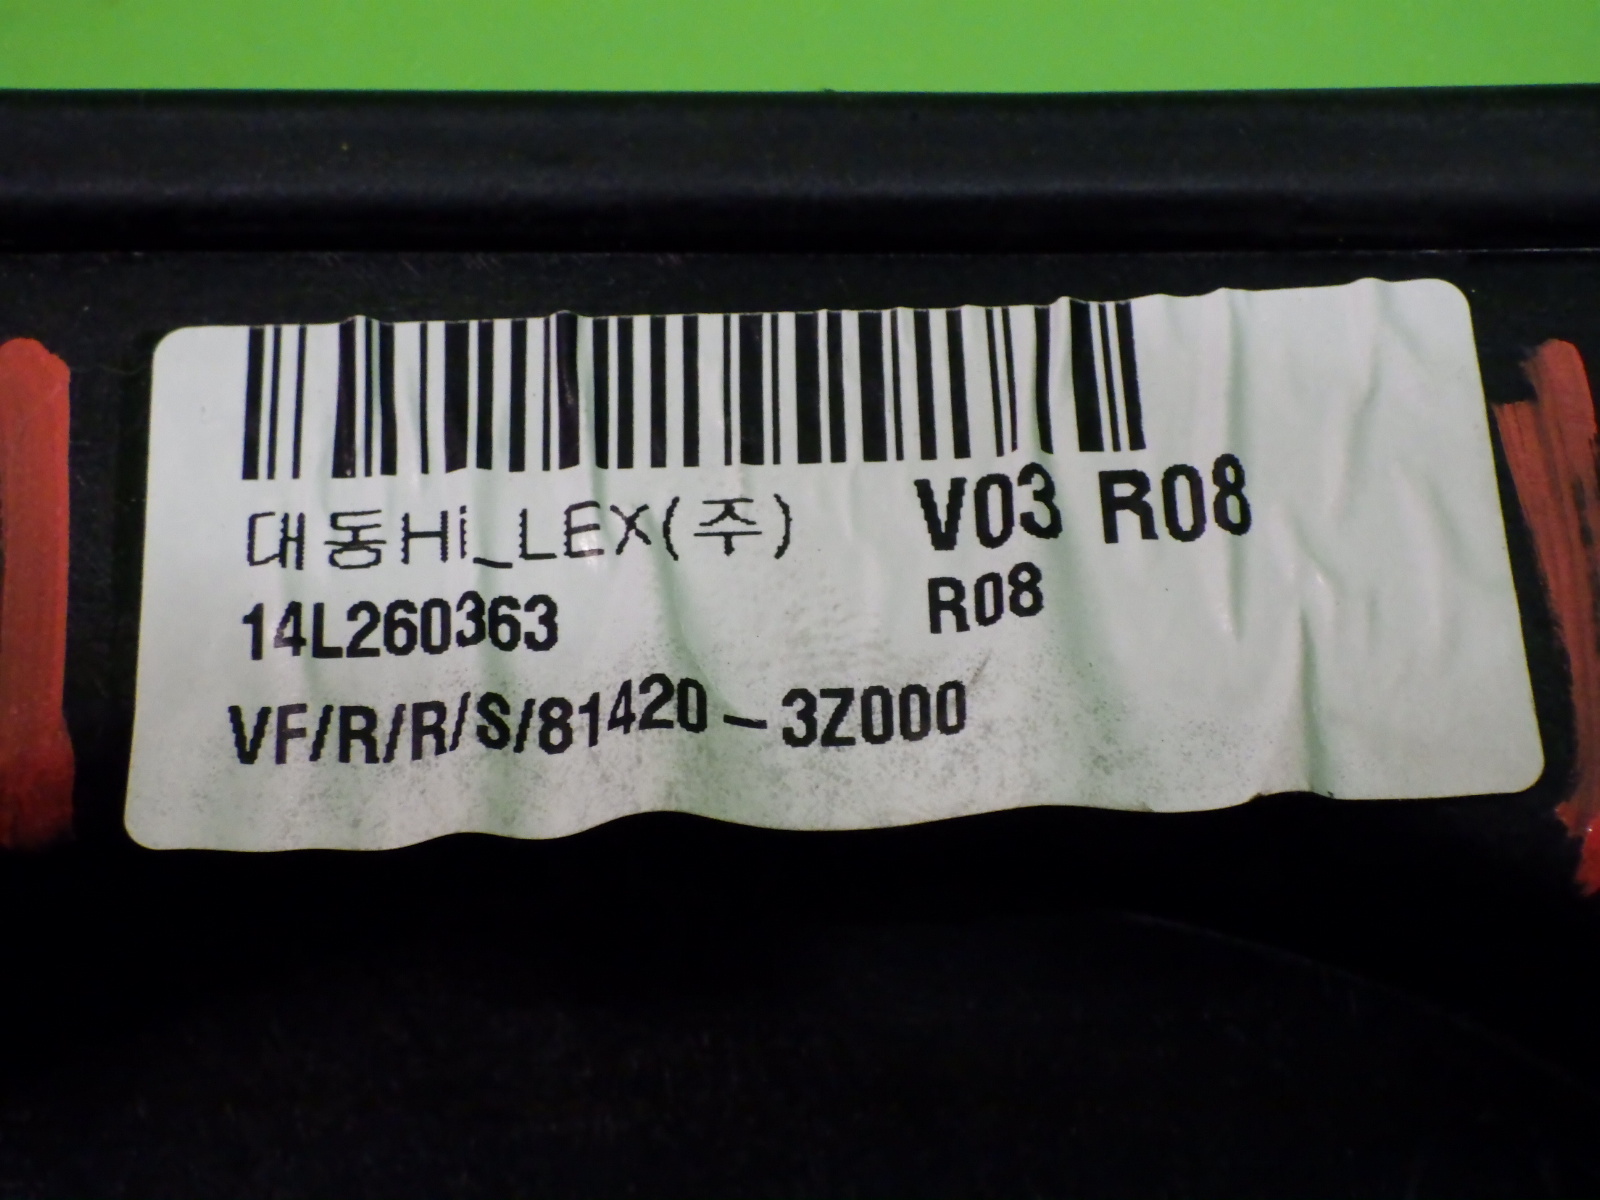 대동Hi_LEX(주) V03 R08
14L260363 R08
VF/R/R/S/81420-3Z000